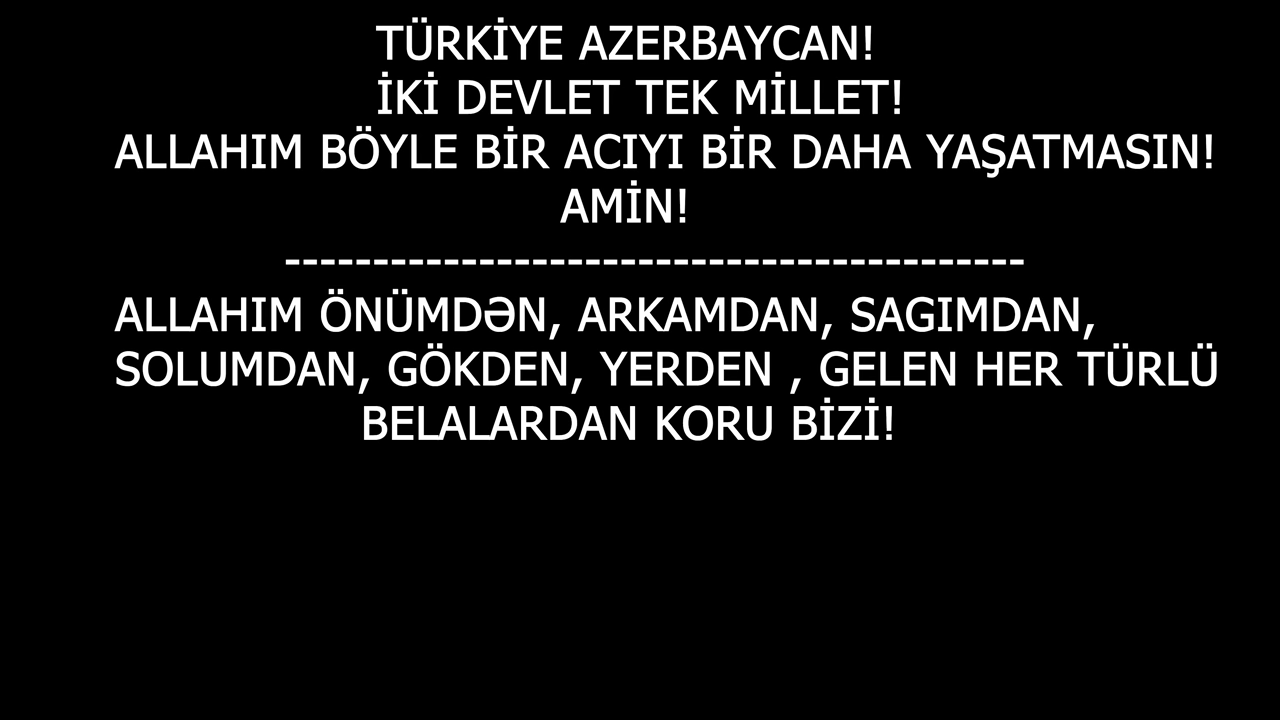 TÜRKİYE AZERBAYCAN!
İKİ DEVLET TEK MİLLET!
ALLAHIM BÖYLE BİR ACIYI BİR DAHA YAŞATMASIN!
AMİN!
------------------------------------------
ALLAHIM ÖNÜMDƏN, ARKAMDAN, SAGIMDAN,
SOLUMDAN, GÖKDEN, YERDEN , GELEN HER TÜRLÜ
BELALARDAN KORU BİZİ!